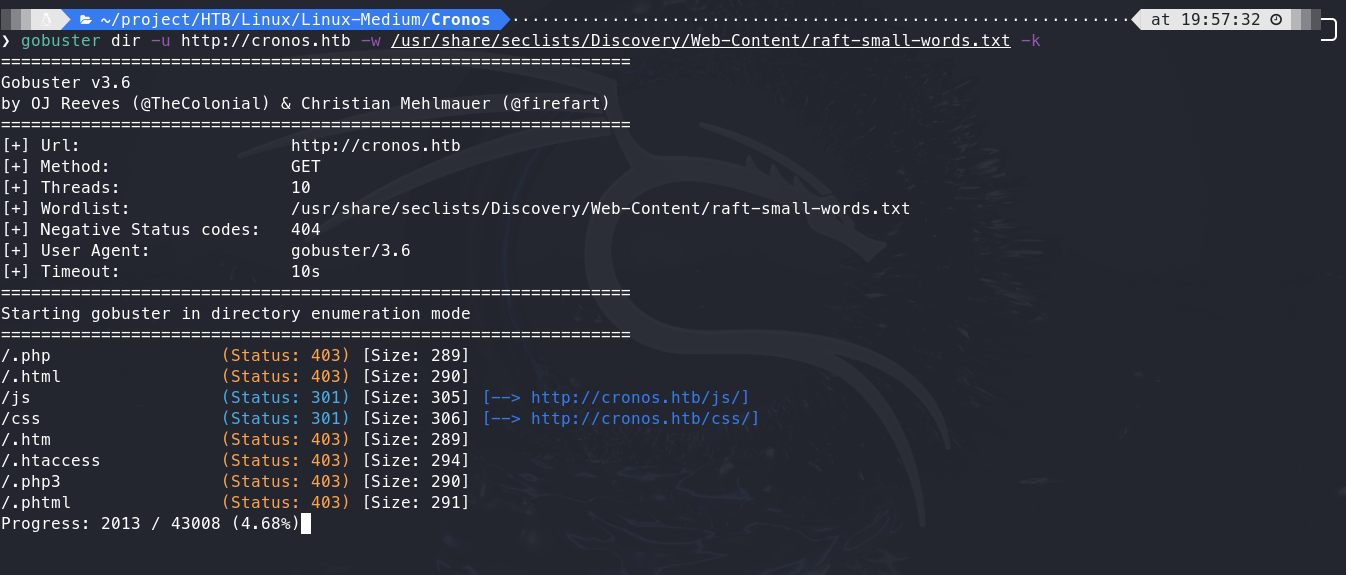 ~/project/HTB/Linux/Linux-Medium/Cronos at 19:57:32
❯ gobuster dir -u http://cronos.htb -w /usr/share/seclists/Discovery/Web-Content/raft-small-words.txt -k
===============================================================
Gobuster v3.6
by OJ Reeves (@TheColonial) & Christian Mehlmauer (@firefart)
===============================================================
[+] Url: http://cronos.htb
[+] Method: GET
[+] Threads: 10
[+] Wordlist: /usr/share/seclists/Discovery/Web-Content/raft-small-words.txt
[+] Negative Status codes: 404
[+] User Agent: gobuster/3.6
[+] Timeout: 10s
===============================================================
Starting gobuster in directory enumeration mode
===============================================================
/.php (Status: 403) [Size: 289]
/.html (Status: 403) [Size: 290]
/js (Status: 301) [Size: 305] [--> http://cronos.htb/js/]
/css (Status: 301) [Size: 306] [--> http://cronos.htb/css/]
/.htm (Status: 403) [Size: 289]
/.htaccess (Status: 403) [Size: 294]
/.php3 (Status: 403) [Size: 290]
/.phtml (Status: 403) [Size: 291]
Progress: 2013 / 43008 (4.68%)